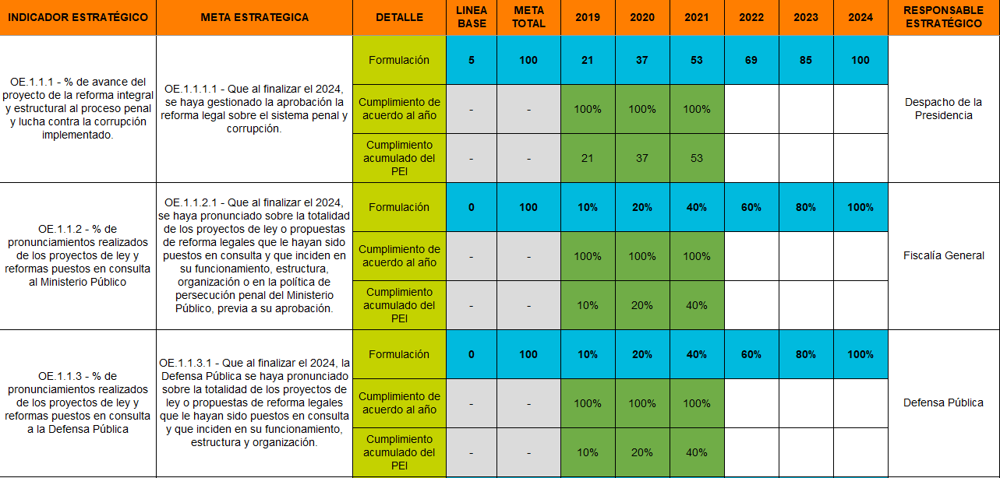 INDICADOR ESTRATÉGICO META ESTRATEGICA DETALLE LINEA BASE META TOTAL 2019 2020 2021 2022 2023 2024 RESPONSABLE ESTRATÉGICO
OE.1.1.1 - % de avance del
proyecto de la reforma integral
y estructural al proceso penal
y lucha contra la corrupción
implementado.
OE.1.1.1.1 - Que al finalizar el 2024,
se haya gestionado la aprobación la
reforma legal sobre el sistema penal y
corrupción.
Formulación 5 100 21 37 53 69 85 100
Cumplimiento de
acuerdo al año - - 100% 100% 100%
Cumplimiento
acumulado del
PEI - - 21 37 53
Despacho de la
Presidencia
OE.1.1.2 - % de
pronunciamientos realizados
de los proyectos de ley y
reformas puestos en consulta
al Ministerio Público
OE.1.1.2.1 - Que al finalizar el 2024,
se haya pronunciado sobre la totalidad
de los proyectos de ley o propuestas
de reforma legales que le hayan sido
puestos en consulta y que inciden en
su funcionamiento, estructura,
organización o en la política de
persecución penal del Ministerio
Público, previa a su aprobación.
Formulación 0 100 10% 20% 40% 60% 80% 100%
Cumplimiento de
acuerdo al año - - 100% 100% 100%
Cumplimiento
acumulado del
PEI - - 10% 20% 40%
Fiscalía General
OE.1.1.3 - % de
pronunciamientos realizados
de los proyectos de ley y
reformas puestos en consulta
a la Defensa Pública
OE.1.1.3.1 - Que al finalizar el 2024, la
Defensa Pública se haya pronunciado
sobre la totalidad de los proyectos de
ley o propuestas de reforma legales
que le hayan sido puestos en consulta
y que inciden en su funcionamiento,
estructura y organización.
Formulación 0 100 10% 20% 40% 60% 80% 100%
Cumplimiento de
acuerdo al año - - 100% 100% 100%
Cumplimiento
acumulado del
PEI - - 10% 20% 40%
Defensa Pública